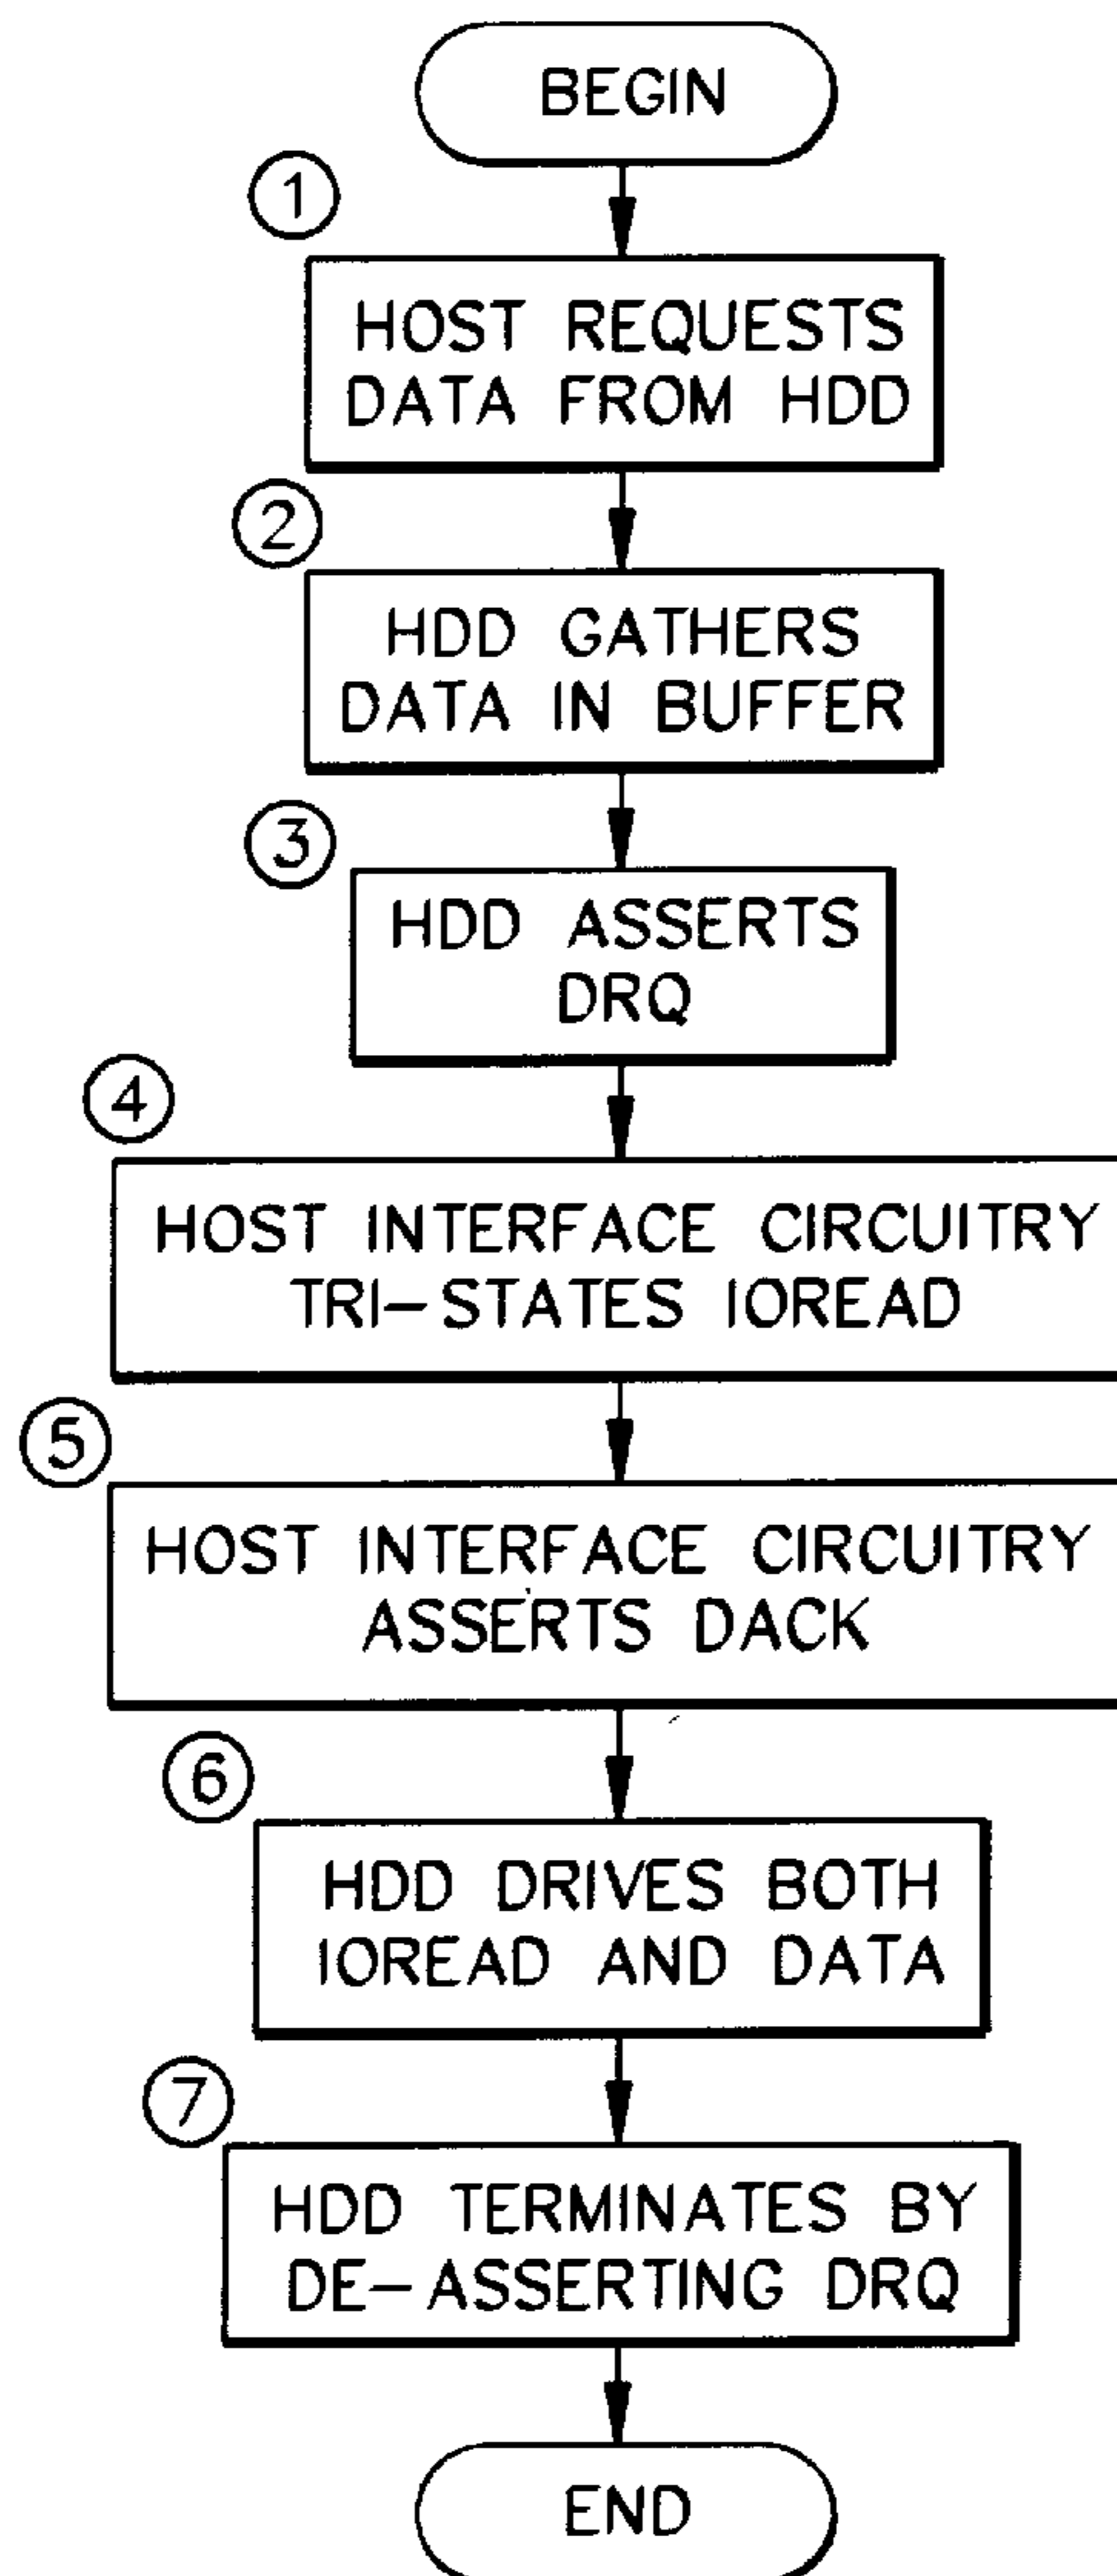 BEGIN
1
HOST REQUESTS
DATA FROM HDD
2
HDD GATHERS
DATA IN BUFFER
3
HDD ASSERTS
DRQ
4
HOST INTERFACE CIRCUITRY
TRI-STATES IOREAD
5
HOST INTERFACE CIRCUITRY
ASSERTS DACK
6
HDD DRIVES BOTH
IOREAD AND DATA
7
HDD TERMINATES BY
DE-ASSERTING DRQ
END